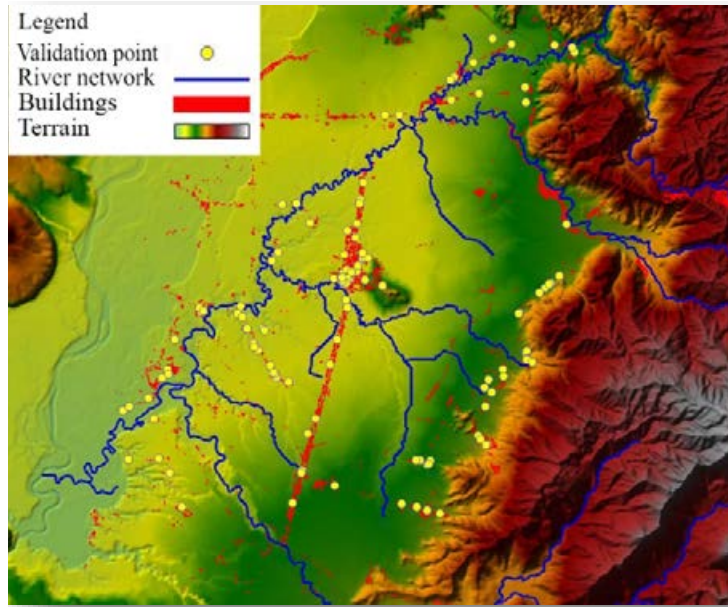 Legend
Validation point
River network
Buildings
Terrain